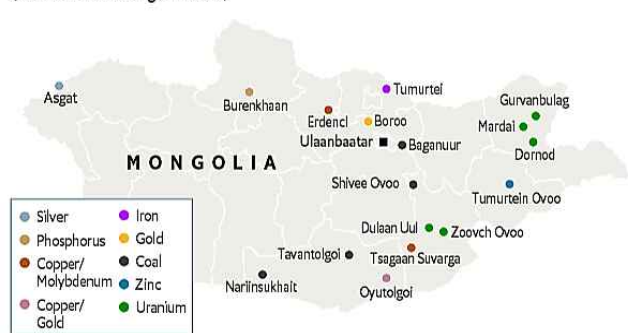 Asgat
Burenkhaan
Tumurtei
Erdenci
Boroo
Gurvanbulag
Mardai
Dornod
Ulaanbaatar
Baganuur
MONGOLIA
Shivee Ovoo
Tumurtein Ovoo
Dulaan Uul
Zoovch Ovoo
Tavantolgoi
Tsagaan Suvarga
Nariinsukhait
Oyutolgoi
Silver
Phosphorus
Copper/
Molybdenum
Copper/
Gold
Iron
Gold
Coal
Zinc
Uranium